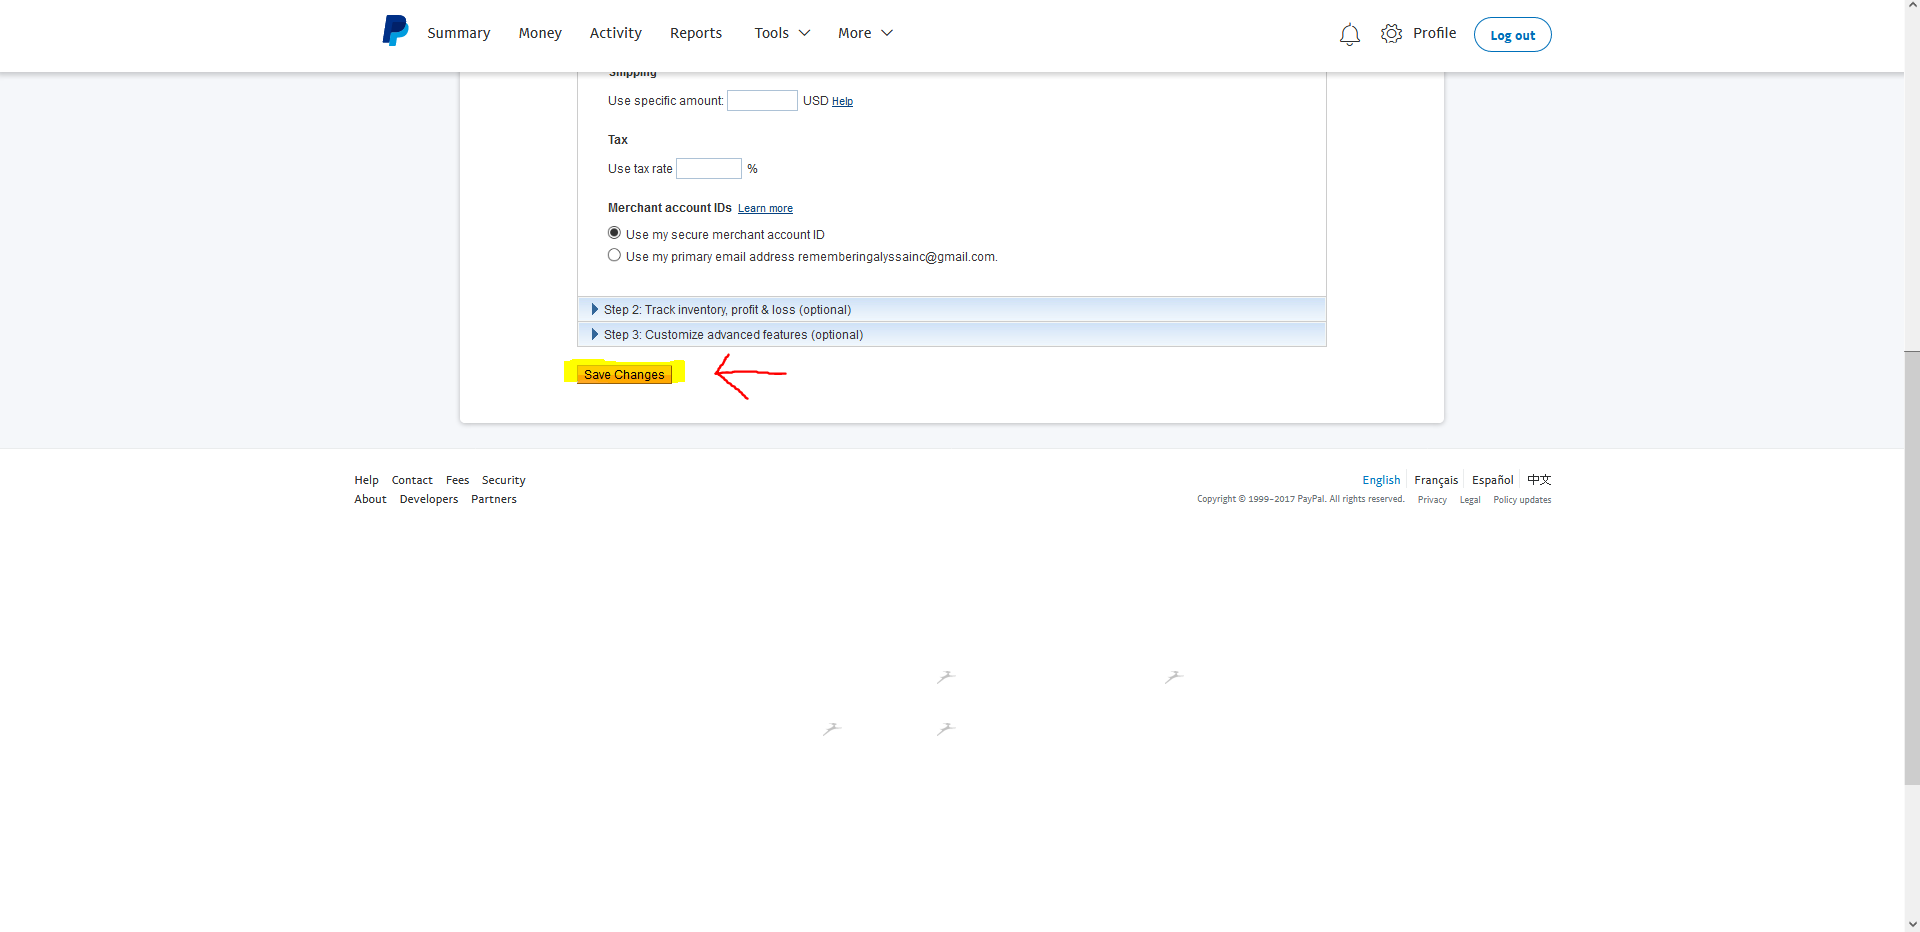 Summary Money Activity Reports Tools More Profile Log out
Shipping
Use specific amount: USD Help
Tax
Use tax rate %
Merchant account IDs Learn more
Use my secure merchant account ID
Use my primary email address rememberingalyssainc@gmail.com.
Step 2: Track inventory, profit & loss (optional)
Step 3: Customize advanced features (optional)
Save Changes
Help Contact Fees Security
About Developers Partners
English Français Español 中文
Copyright © 1999-2017 PayPal. All rights reserved. Privacy Legal Policy updates